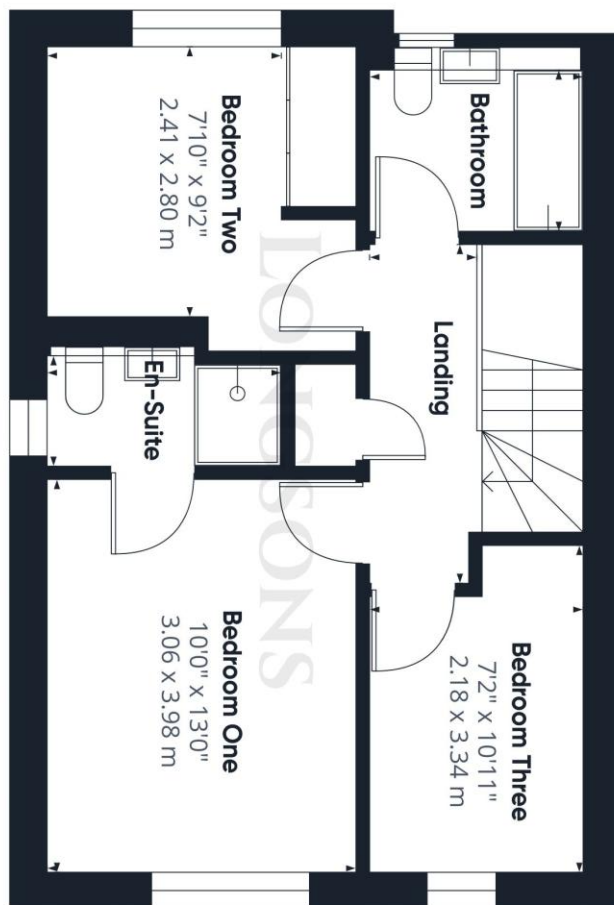 Bedroom Two
7'10" x 9'2"
2.41 x 2.80 m
Bathroom
Landing
En-Suite
LONGSONS
Bedroom One
10'0" x 13'0"
3.06 x 3.98 m
Bedroom Three
7'2" x 10'11"
2.18 x 3.34 m